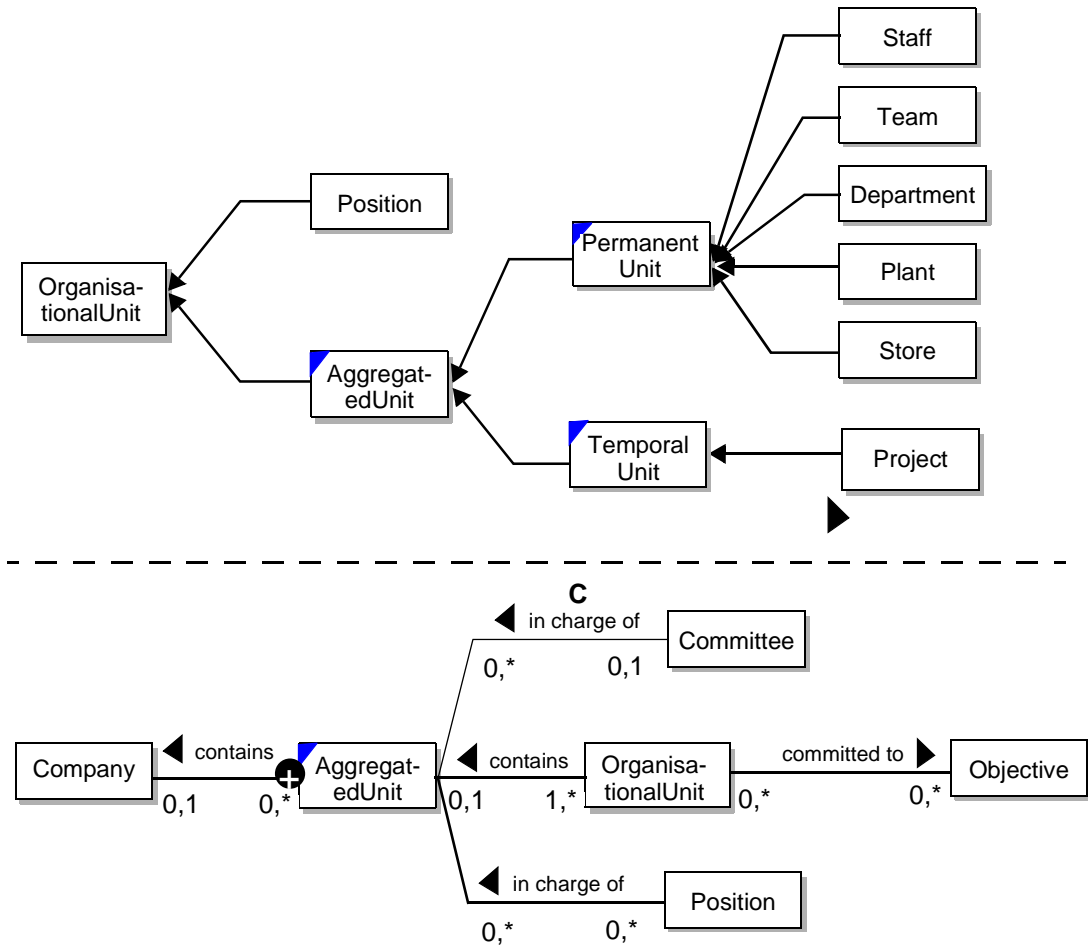 Staff
Team
Department
Position
Permanent
Unit
Plant
Organisa-
tionalUnit
Store
Aggregat-
edUnit
Temporal
Unit
Project
C
in charge of
Committee
0,*
0,1
Company
contains
0,1
0,*
Aggregat-
edUnit
contains
0,1
1,*
Organisa-
tionalUnit
committed to
0,*
0,*
Objective
in charge of
Position
0,*
0,*